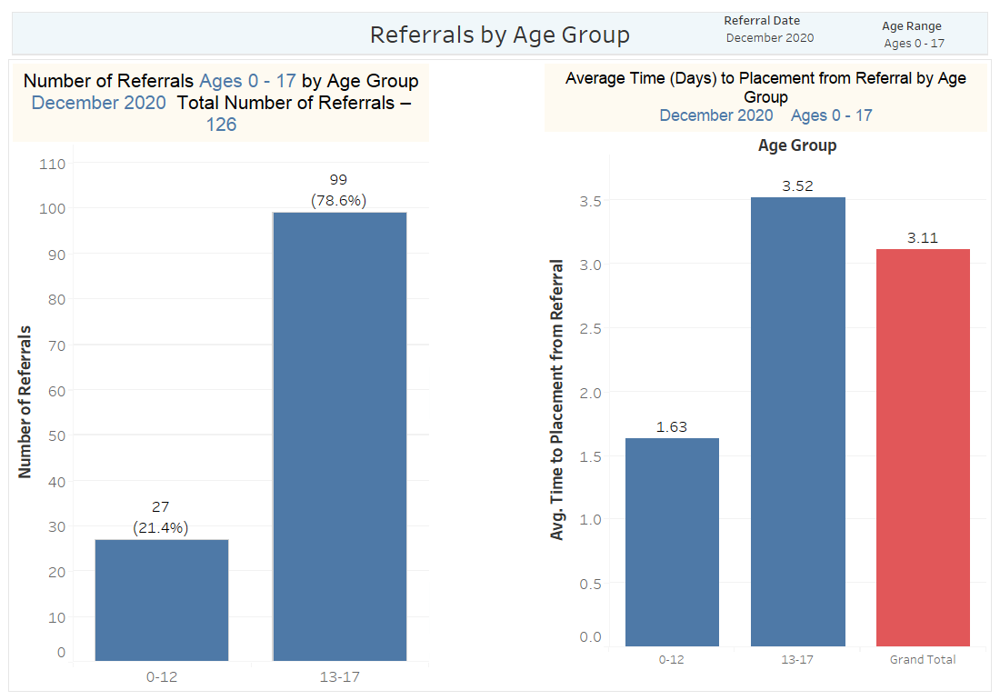 Referrals by Age Group
Referral Date
December 2020
Age Range
Ages 0 - 17
Number of Referrals Ages 0 - 17 by Age Group
December 2020 Total Number of Referrals –
126
Number of Referrals
110
100
90
80
70
60
50
40
30
20
10
0
27
(21.4%)
99
(78.6%)
0-12
13-17
Average Time (Days) to Placement from Referral by Age
Group
December 2020 Ages 0 - 17
Age Group
Avg. Time to Placement from Referral
3.5
3.0
2.5
2.0
1.5
1.0
0.5
0.0
1.63
3.52
3.11
0-12
13-17
Grand Total